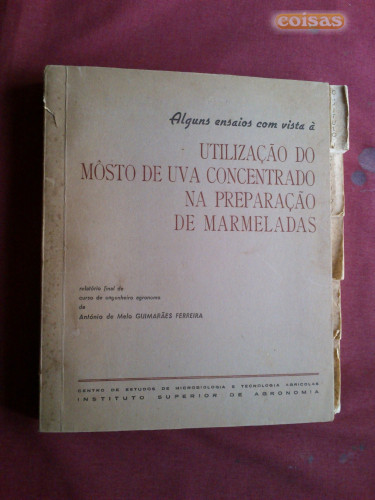 coisas
Alguns ensaios com vista à
UTILIZAÇÃO DO
MÔSTO DE UVA CONCENTRADO
NA PREPARAÇÃO
DE MARMELADAS
relatório final do
curso de engenheiro agrónomo
de
António de Melo GUIMARÃES FERREIRA
CENTRO DE ESTUDOS DE MICROBIOLOGIA E TECNOLOGIA AGRÍCOLAS
INSTITUTO SUPERIOR DE AGRONOMIA